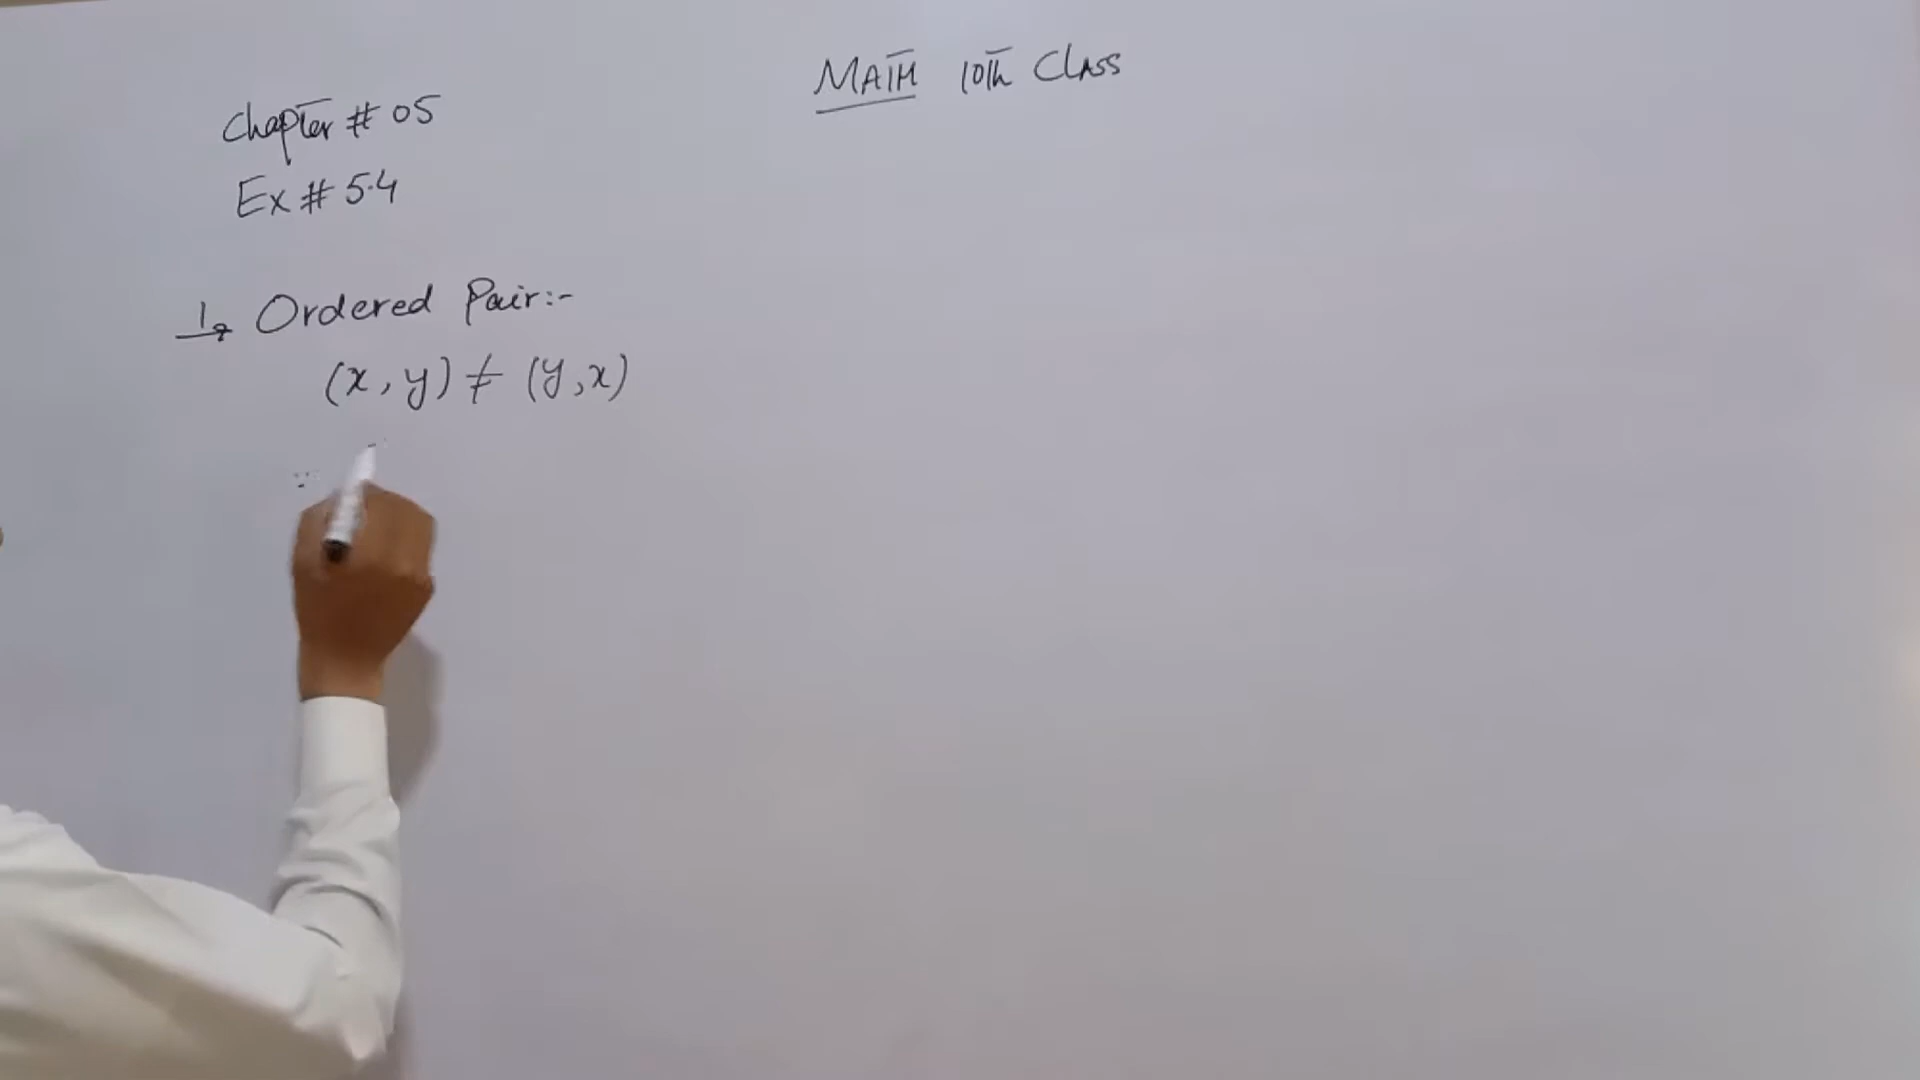 MATH 10th Class
Chapter # 05
Ex # 5.4
1, Ordered Pair:-
(x, y) ≠ (y, x)
∵